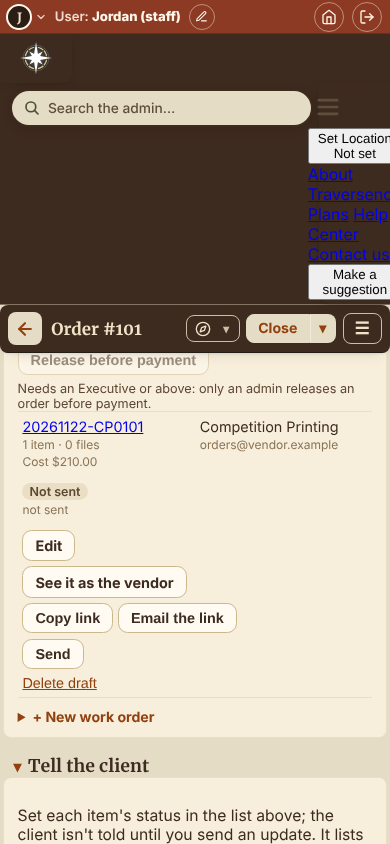 J
User: Jordan (staff)
Search the admin...
Set Location
Not set
About
Plans Help
Center
Contact us
Make a
suggestion
Order #101
Close
Release before payment
Needs an Executive or above: only an admin releases an
order before payment.
20261122-CP0101
Competition Printing
1 item · 0 files
orders@vendor.example
Cost $210.00
Not sent
not sent
Edit
See it as the vendor
Copy link
Email the link
Send
Delete draft
+ New work order
Tell the client
Set each item's status in the list above; the
client isn't told until you send an update. It lists